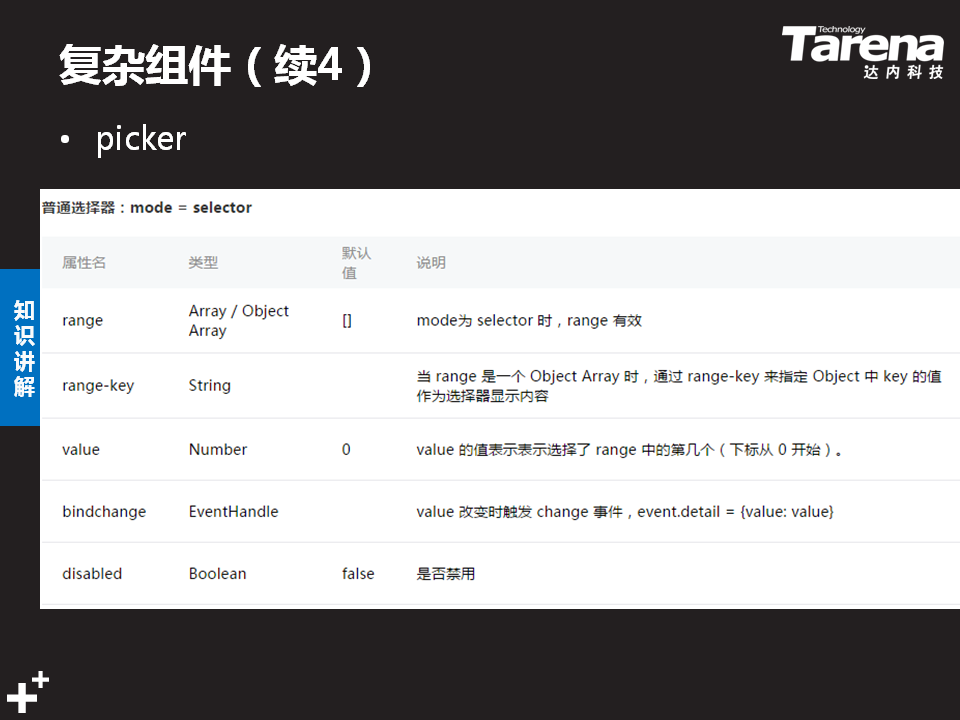 复杂组件（续4）
Technology
Tarena
达内科技
• picker
普通选择器：mode = selector
属性名 类型 默认值 说明
range Array / Object Array [] mode为 selector 时，range 有效
range-key String 当 range 是一个 Object Array 时，通过 range-key 来指定 Object 中 key 的值
作为选择器显示内容
value Number 0 value 的值表示表示选择了 range 中的第几个（下标从 0 开始）。
bindchange EventHandle value 改变时触发 change 事件，event.detail = {value: value}
disabled Boolean false 是否禁用
知识讲解